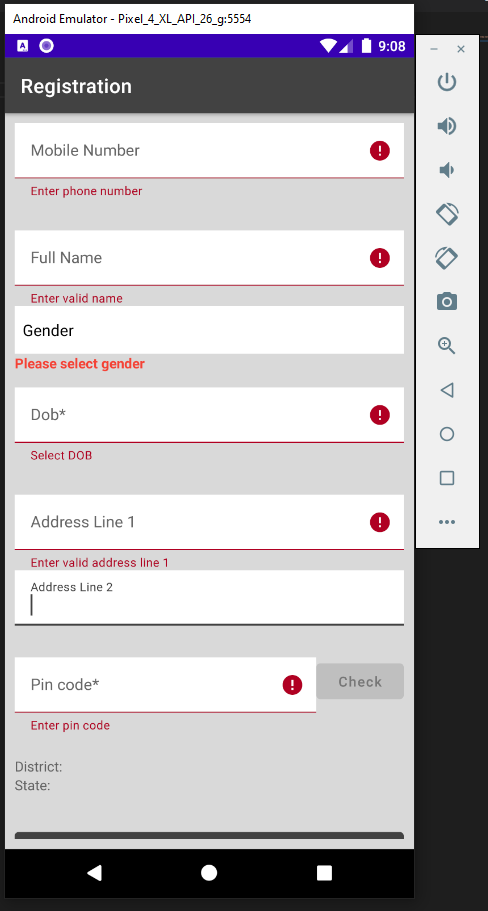 Android Emulator - Pixel_4_XL_API_26_g:5554
A 9:08
Registration
Mobile Number
Enter phone number
Full Name
Enter valid name
Gender
Please select gender
Dob*
Select DOB
Address Line 1
Enter valid address line 1
Address Line 2
Pin code*
Check
Enter pin code
District:
State: